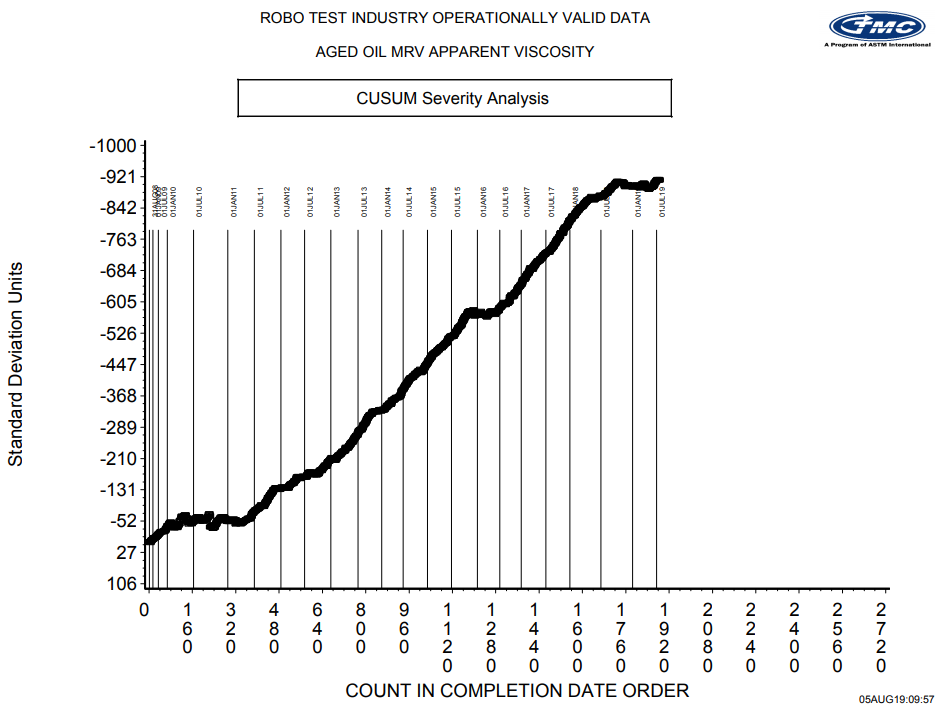 ROBO TEST INDUSTRY OPERATIONALLY VALID DATA
TMC
A Program of ASTM International
AGED OIL MRV APPARENT VISCOSITY
CUSUM Severity Analysis
Standard Deviation Units
-1000
-921
-842
-763
-684
-605
-526
-447
-368
-289
-210
-131
-52
27
106
01JUL09
01JAN10
01JUL10
01JAN11
01JUL11
01JAN12
01JUL12
01JAN13
01JUL13
01JAN14
01JUL14
01JAN15
01JUL15
01JAN16
01JUL16
01JAN17
01JUL17
01JUL19
0
160
320
480
640
800
960
1120
1280
1440
1600
1760
1920
2080
2240
2400
2560
2720
COUNT IN COMPLETION DATE ORDER
05AUG19:09:57